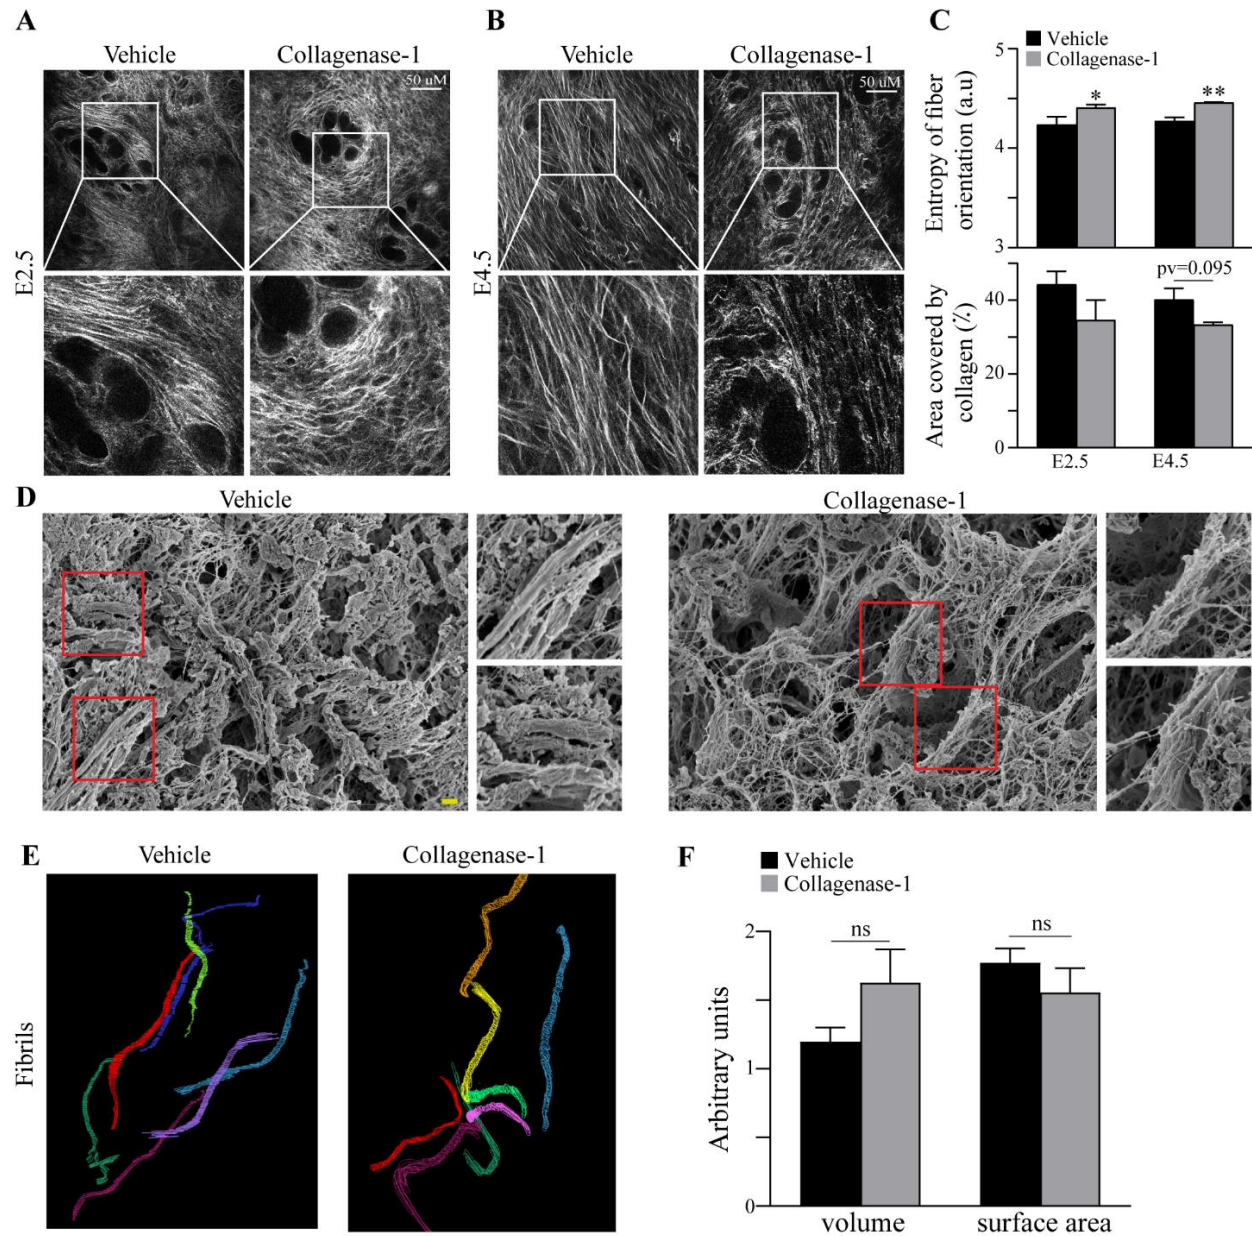 A
Vehicle
Collagenase-1
50 uM
E2.5
B
Vehicle
Collagenase-1
50 uM
E4.5
C
Vehicle
Collagenase-1
Entropy of fiber
orientation (a.u)
5
4
3
*
**
Area covered by
collagen (%)
40
20
0
pv=0.095
E2.5
E4.5
D
Vehicle
Collagenase-1
E
Vehicle
Collagenase-1
Fibrils
F
Vehicle
Collagenase-1
Arbitrary units
2
1
0
ns
ns
volume
surface area